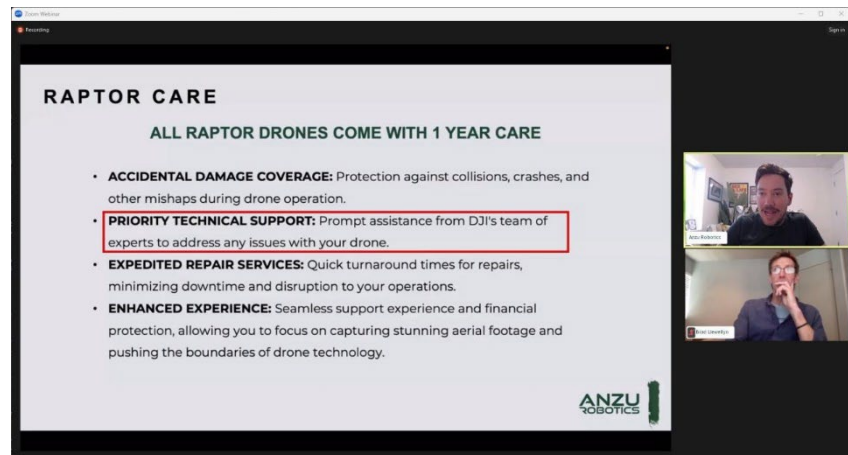 Zoom Webinar
Recording
Sign in
RAPTOR CARE
ALL RAPTOR DRONES COME WITH 1 YEAR CARE
• ACCIDENTAL DAMAGE COVERAGE: Protection against collisions, crashes, and
other mishaps during drone operation.
• PRIORITY TECHNICAL SUPPORT: Prompt assistance from DJI's team of
experts to address any issues with your drone.
• EXPEDITED REPAIR SERVICES: Quick turnaround times for repairs,
minimizing downtime and disruption to your operations.
• ENHANCED EXPERIENCE: Seamless support experience and financial
protection, allowing you to focus on capturing stunning aerial footage and
pushing the boundaries of drone technology.
ANZU
ROBOTICS
Anzu Robotics
Llewellyn